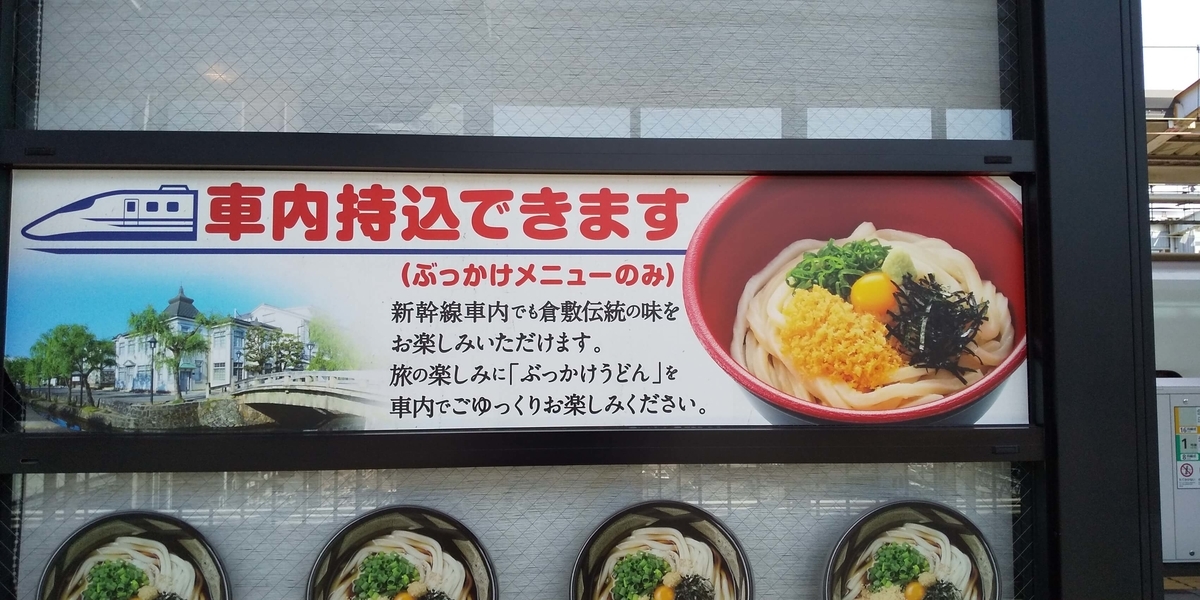 車内持込できます
(ぶっかけメニューのみ)
新幹線車内でも倉敷伝統の味を
お楽しみいただけます。
旅の楽しみに「ぶっかけうどん」を
車内でごゆっくりお楽しみください。